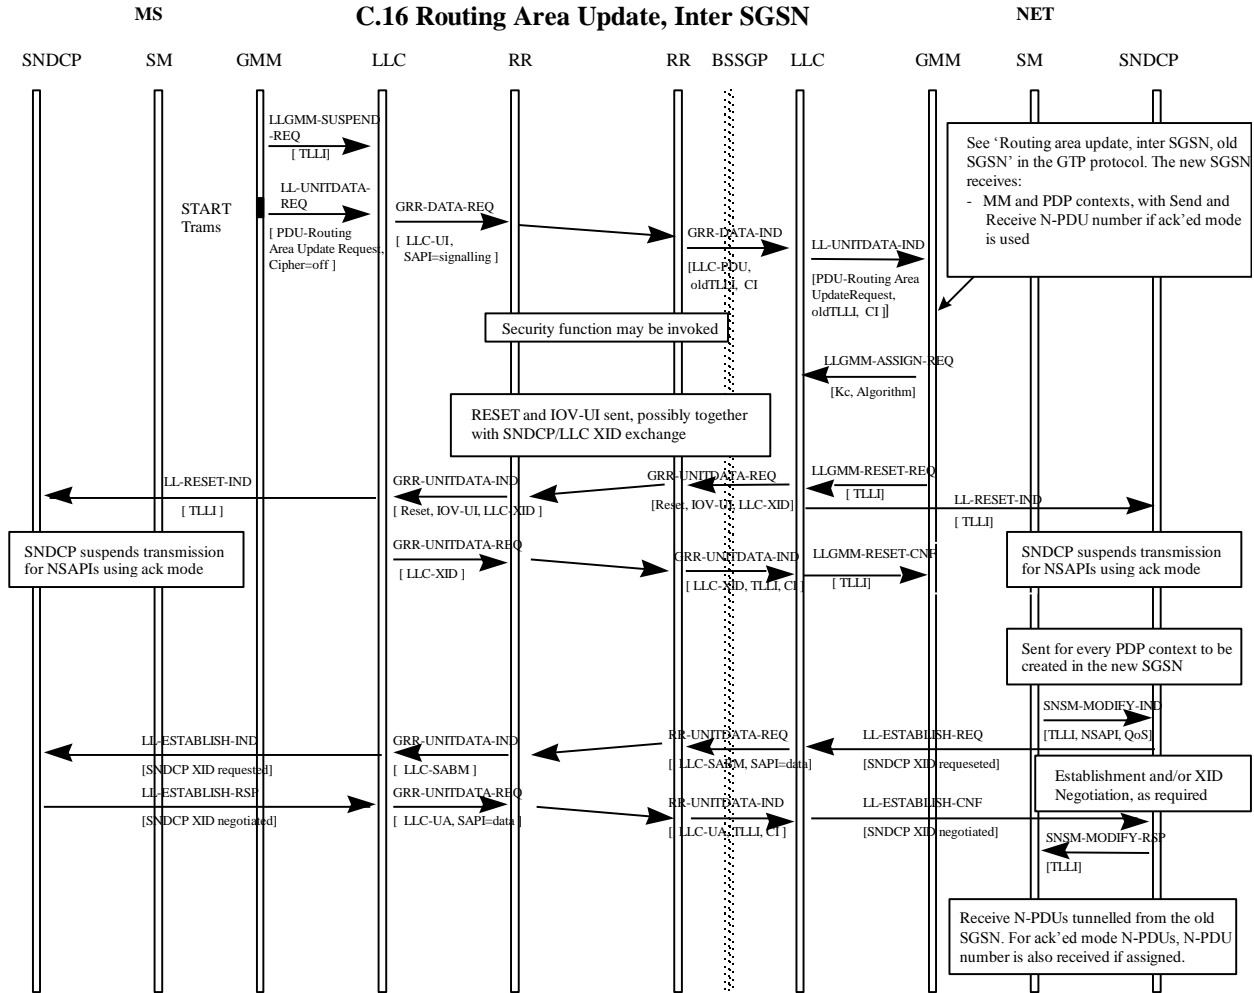 MS
C.16 Routing Area Update, Inter SGSN
NET
SNDCP
SM
GMM
LLC
RR
RR
BSSGP
LLC
GMM
SM
SNDCP
LLGMM-SUSPEND
-REQ
[ TLLI]
LL-UNITDATA-
REQ
START
Trams
[ PDU-Routing
Area Update Request,
Cipher=off ]
GRR-DATA-REQ
[ LLC-UI,
SAPI=signalling ]
GRR-DATA-IND
[LLC-PDU,
oldTLLI, CI
LL-UNITDATA-IND
[PDU-Routing Area
UpdateRequest,
oldTLLI, CI ]]
See ‘Routing area update, inter SGSN, old
SGSN’ in the GTP protocol. The new SGSN
receives:
- MM and PDP contexts, with Send and
Receive N-PDU number if ack’ed mode
is used
Security function may be invoked
LLGMM-ASSIGN-REQ
[Kc, Algorithm]
RESET and IOV-UI sent, possibly together
with SNDCP/LLC XID exchange
LL-RESET-IND
[ TLLI ]
GRR-UNITDATA-IND
[ Reset, IOV-UI, LLC-XID ]
GRR-UNITDATA-REQ
[Reset, IOV-UI, LLC-XID]
LLGMM-RESET-REQ
[ TLLI]
LL-RESET-IND
[ TLLI]
SNDCP suspends transmission
for NSAPIs using ack mode
GRR-UNITDATA-REQ
[ LLC-XID ]
GRR-UNITDATA-IND
[ LLC-XID, TLLI, CI ]
LLGMM-RESET-CNF
[ TLLI]
SNDCP suspends transmission
for NSAPIs using ack mode
Sent for every PDP context to be
created in the new SGSN
SNSM-MODIFY-IND
[TLLI, NSAPI, QoS]
LL-ESTABLISH-IND
[SNDCP XID requested]
GRR-UNITDATA-IND
[ LLC-SABM ]
RR-UNITDATA-REQ
[ LLC-SABM, SAPI=data]
LL-ESTABLISH-REQ
[SNDCP XID requeseted]
Establishment and/or XID
Negotiation, as required
LL-ESTABLISH-RSP
[SNDCP XID negotiated]
GRR-UNITDATA-REQ
[ LLC-UA, SAPI=data ]
RR-UNITDATA-IND
[ LLC-UA, TLLI, CI ]
LL-ESTABLISH-CNF
[SNDCP XID negotiated]
SNSM-MODIFY-RSP
[TLLI]
Receive N-PDUs tunnelled from the old
SGSN. For ack’ed mode N-PDUs, N-PDU
number is also received if assigned.